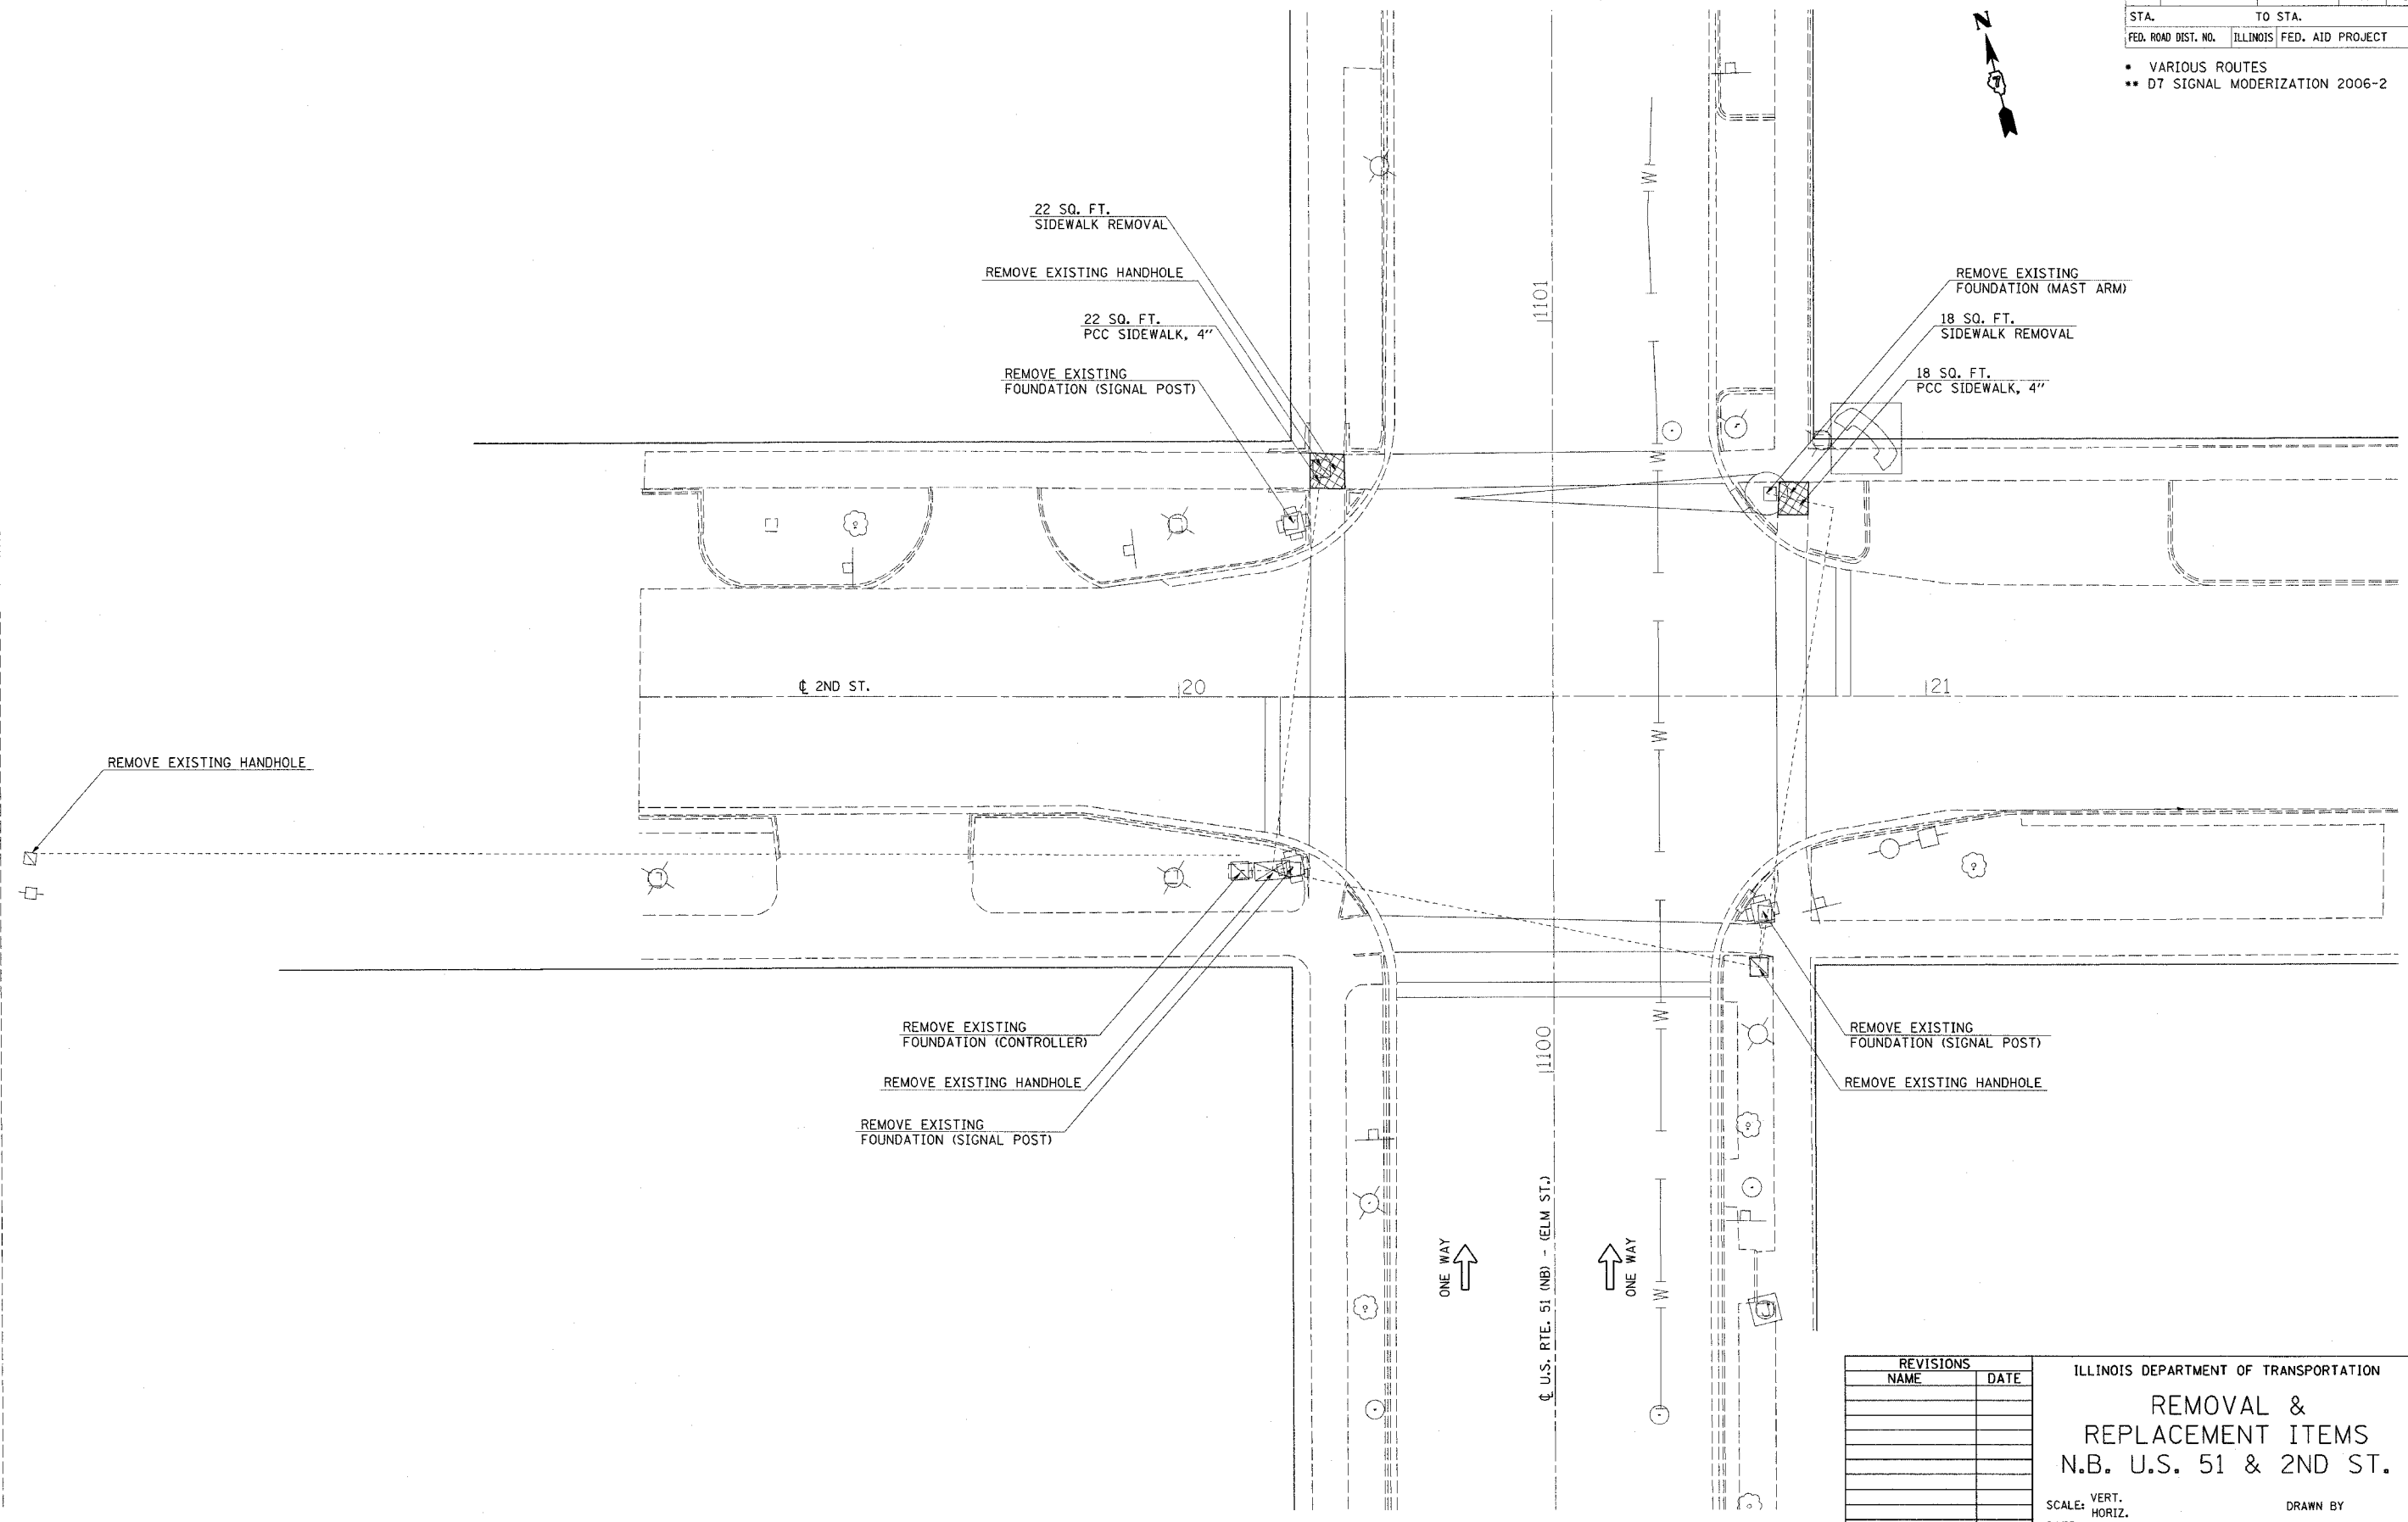 STA. TO STA.
FED. ROAD DIST. NO. ILLINOIS FED. AID PROJECT
* VARIOUS ROUTES
** D7 SIGNAL MODERIZATION 2006-2
N
7
22 SQ. FT.
SIDEWALK REMOVAL
REMOVE EXISTING HANDHOLE
22 SQ. FT.
PCC SIDEWALK, 4"
REMOVE EXISTING
FOUNDATION (SIGNAL POST)
REMOVE EXISTING
FOUNDATION (MAST ARM)
18 SQ. FT.
SIDEWALK REMOVAL
18 SQ. FT.
PCC SIDEWALK, 4"
1101
W
W
℄ 2ND ST.
20
21
W
REMOVE EXISTING HANDHOLE
REMOVE EXISTING
FOUNDATION (CONTROLLER)
REMOVE EXISTING HANDHOLE
REMOVE EXISTING
FOUNDATION (SIGNAL POST)
1100
W
REMOVE EXISTING
FOUNDATION (SIGNAL POST)
REMOVE EXISTING HANDHOLE
ONE WAY
℄ U.S. RTE. 51 (NB) - (ELM ST.)
ONE WAY
W
REVISIONS
NAME DATE
ILLINOIS DEPARTMENT OF TRANSPORTATION
REMOVAL &
REPLACEMENT ITEMS
N.B. U.S. 51 & 2ND ST.
SCALE: VERT.
HORIZ.
DRAWN BY